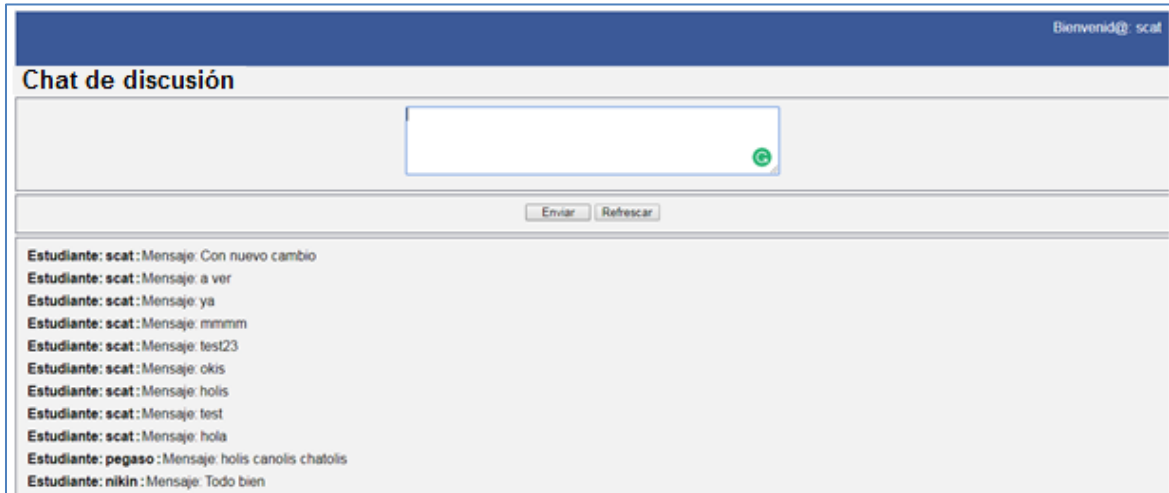 Bienvenid@: scat
Chat de discusión
Enviar Refrescar
Estudiante: scat : Mensaje: Con nuevo cambio
Estudiante: scat : Mensaje: a ver
Estudiante: scat : Mensaje: ya
Estudiante: scat : Mensaje: mmmm
Estudiante: scat : Mensaje: test23
Estudiante: scat : Mensaje: okis
Estudiante: scat : Mensaje: holis
Estudiante: scat : Mensaje: test
Estudiante: scat : Mensaje: hola
Estudiante: pegaso : Mensaje: holis canolis chatolis
Estudiante: nikin : Mensaje: Todo bien